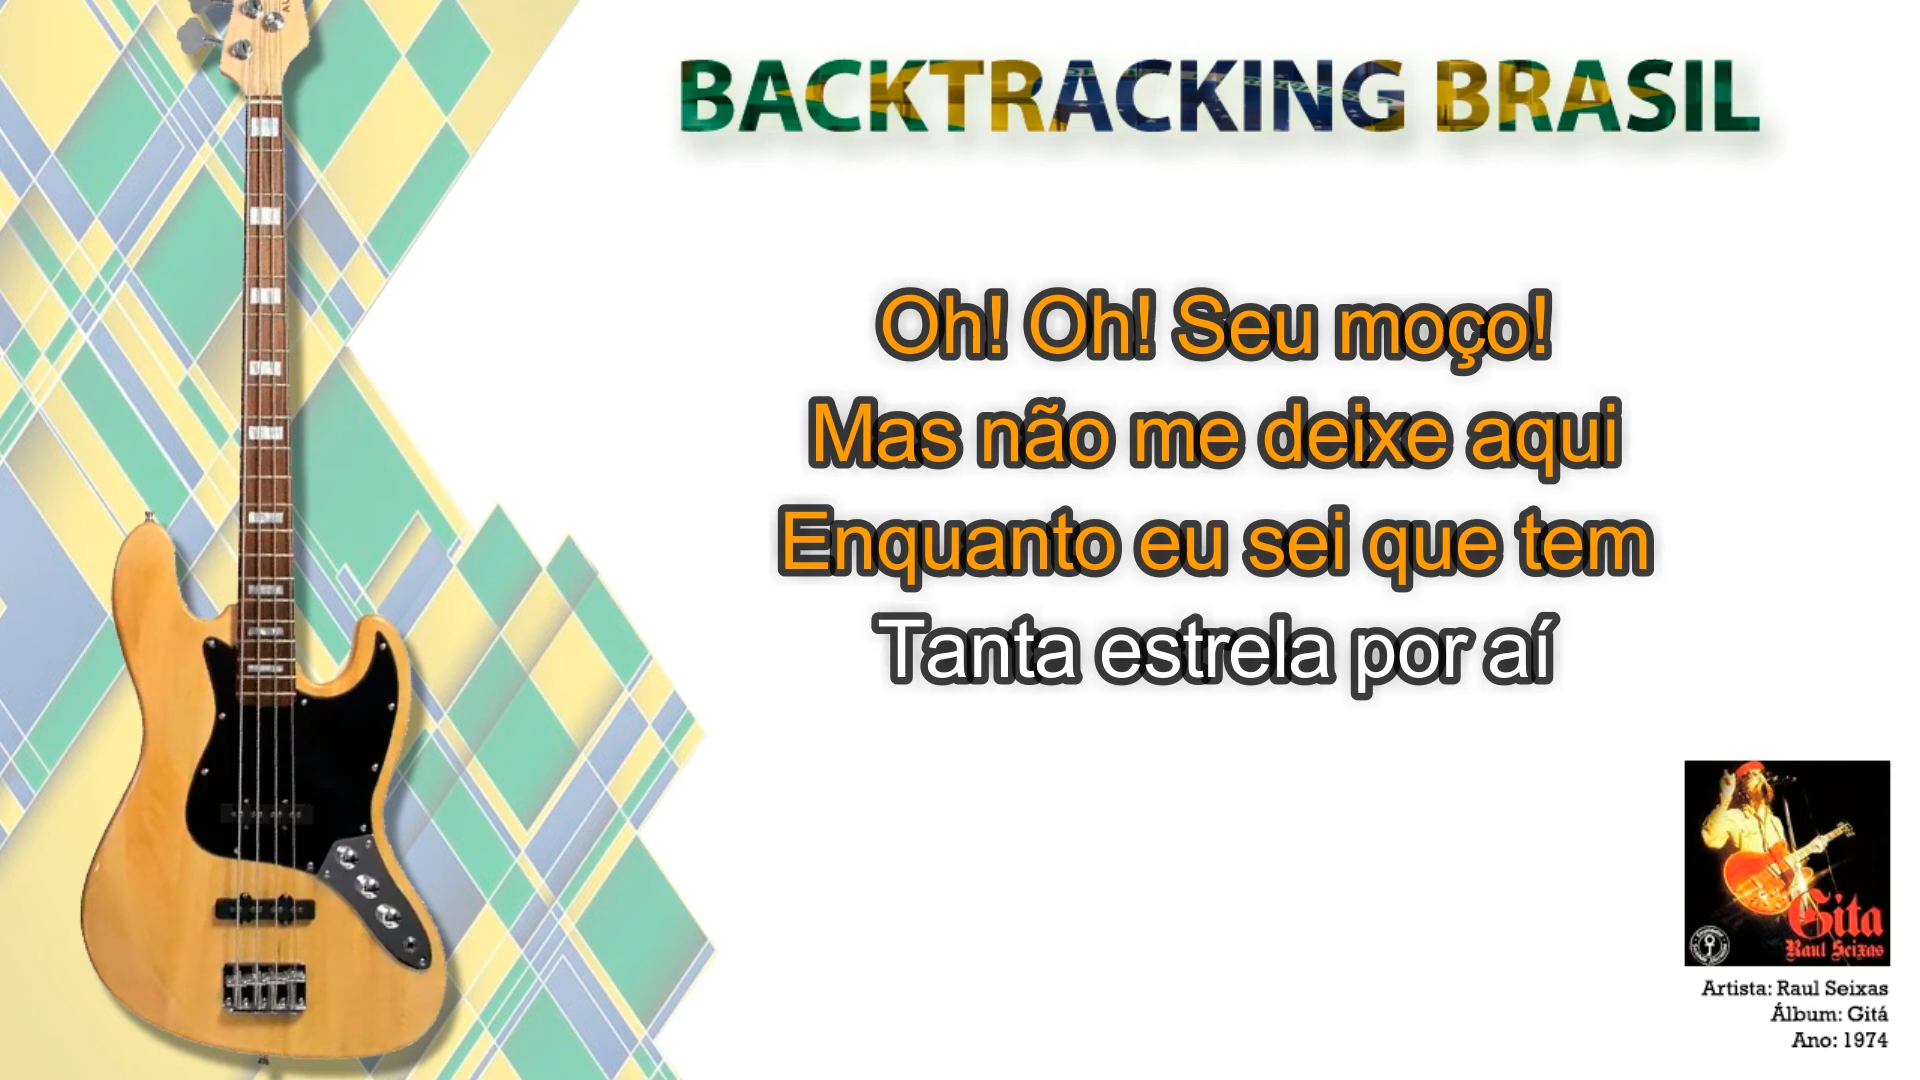 BACKTRACKING BRASIL
Oh! Oh! Seu moço!
Mas não me deixe aqui
Enquanto eu sei que tem
Tanta estrela por aí
Gita
Raul Seixas
Artista: Raul Seixas
Álbum: Gitá
Ano: 1974